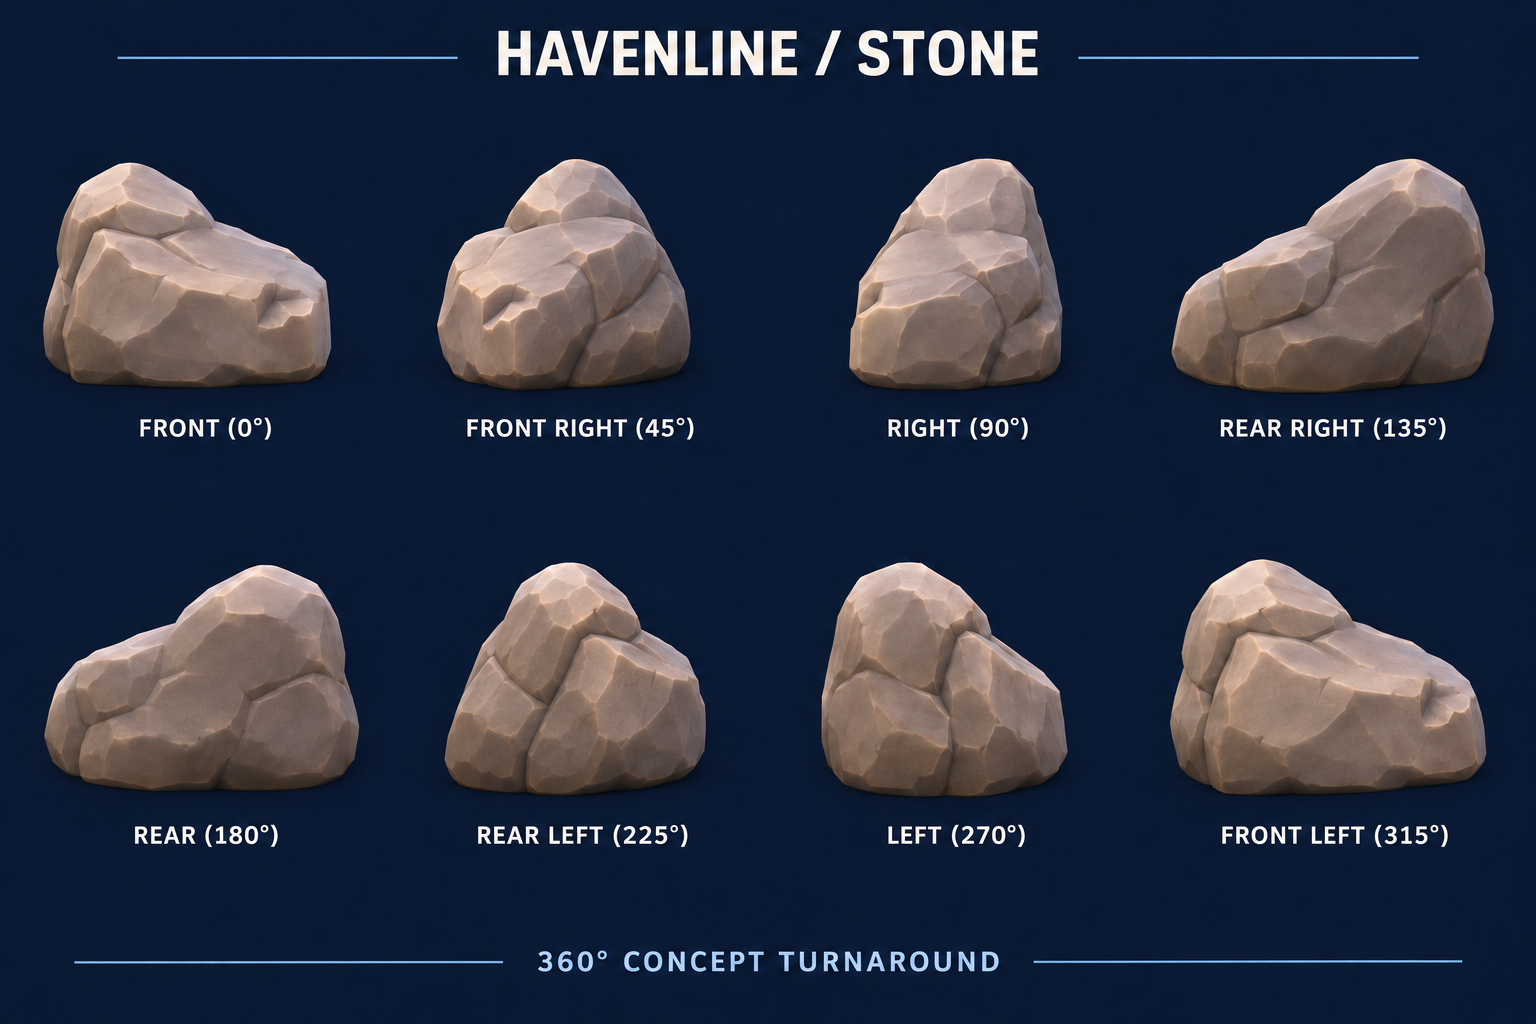 HAVENLINE / STONE
FRONT (0°)
FRONT RIGHT (45°)
RIGHT (90°)
REAR RIGHT (135°)
REAR (180°)
REAR LEFT (225°)
LEFT (270°)
FRONT LEFT (315°)
360° CONCEPT TURNAROUND